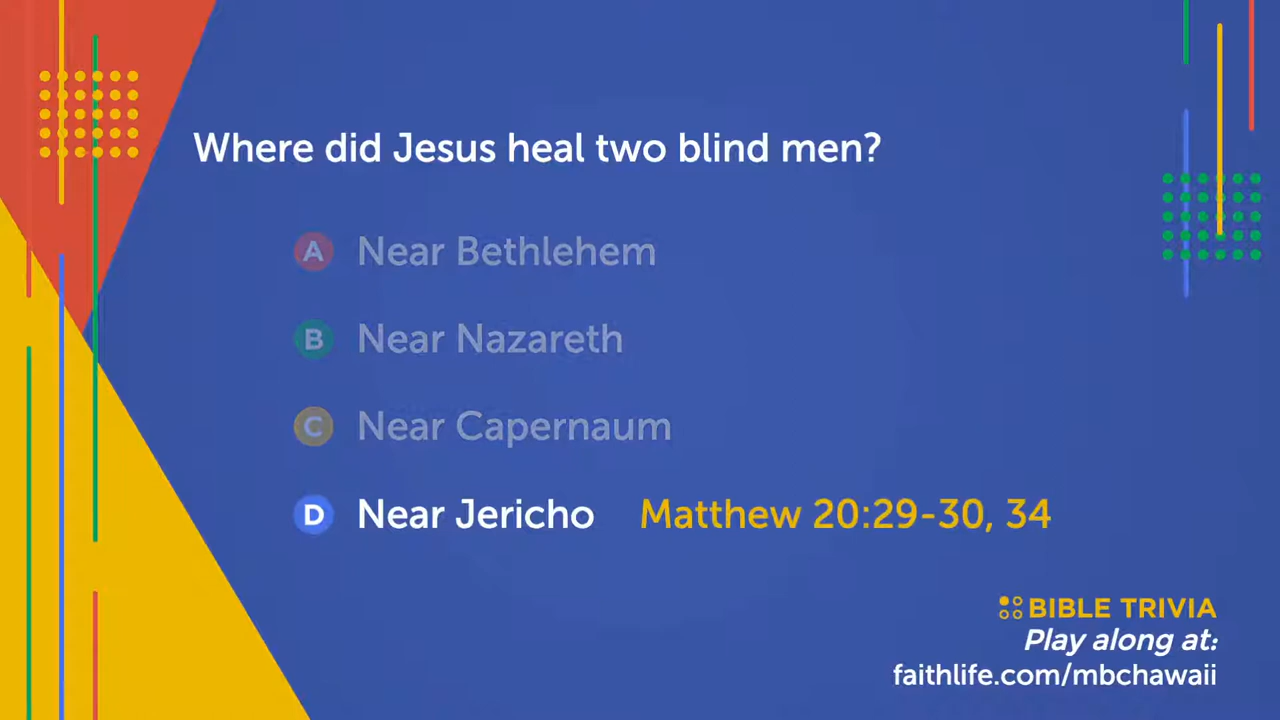 Where did Jesus heal two blind men?
A Near Bethlehem
B Near Nazareth
C Near Capernaum
D Near Jericho Matthew 20:29-30, 34
BIBLE TRIVIA
Play along at:
faithlife.com/mbchawaii